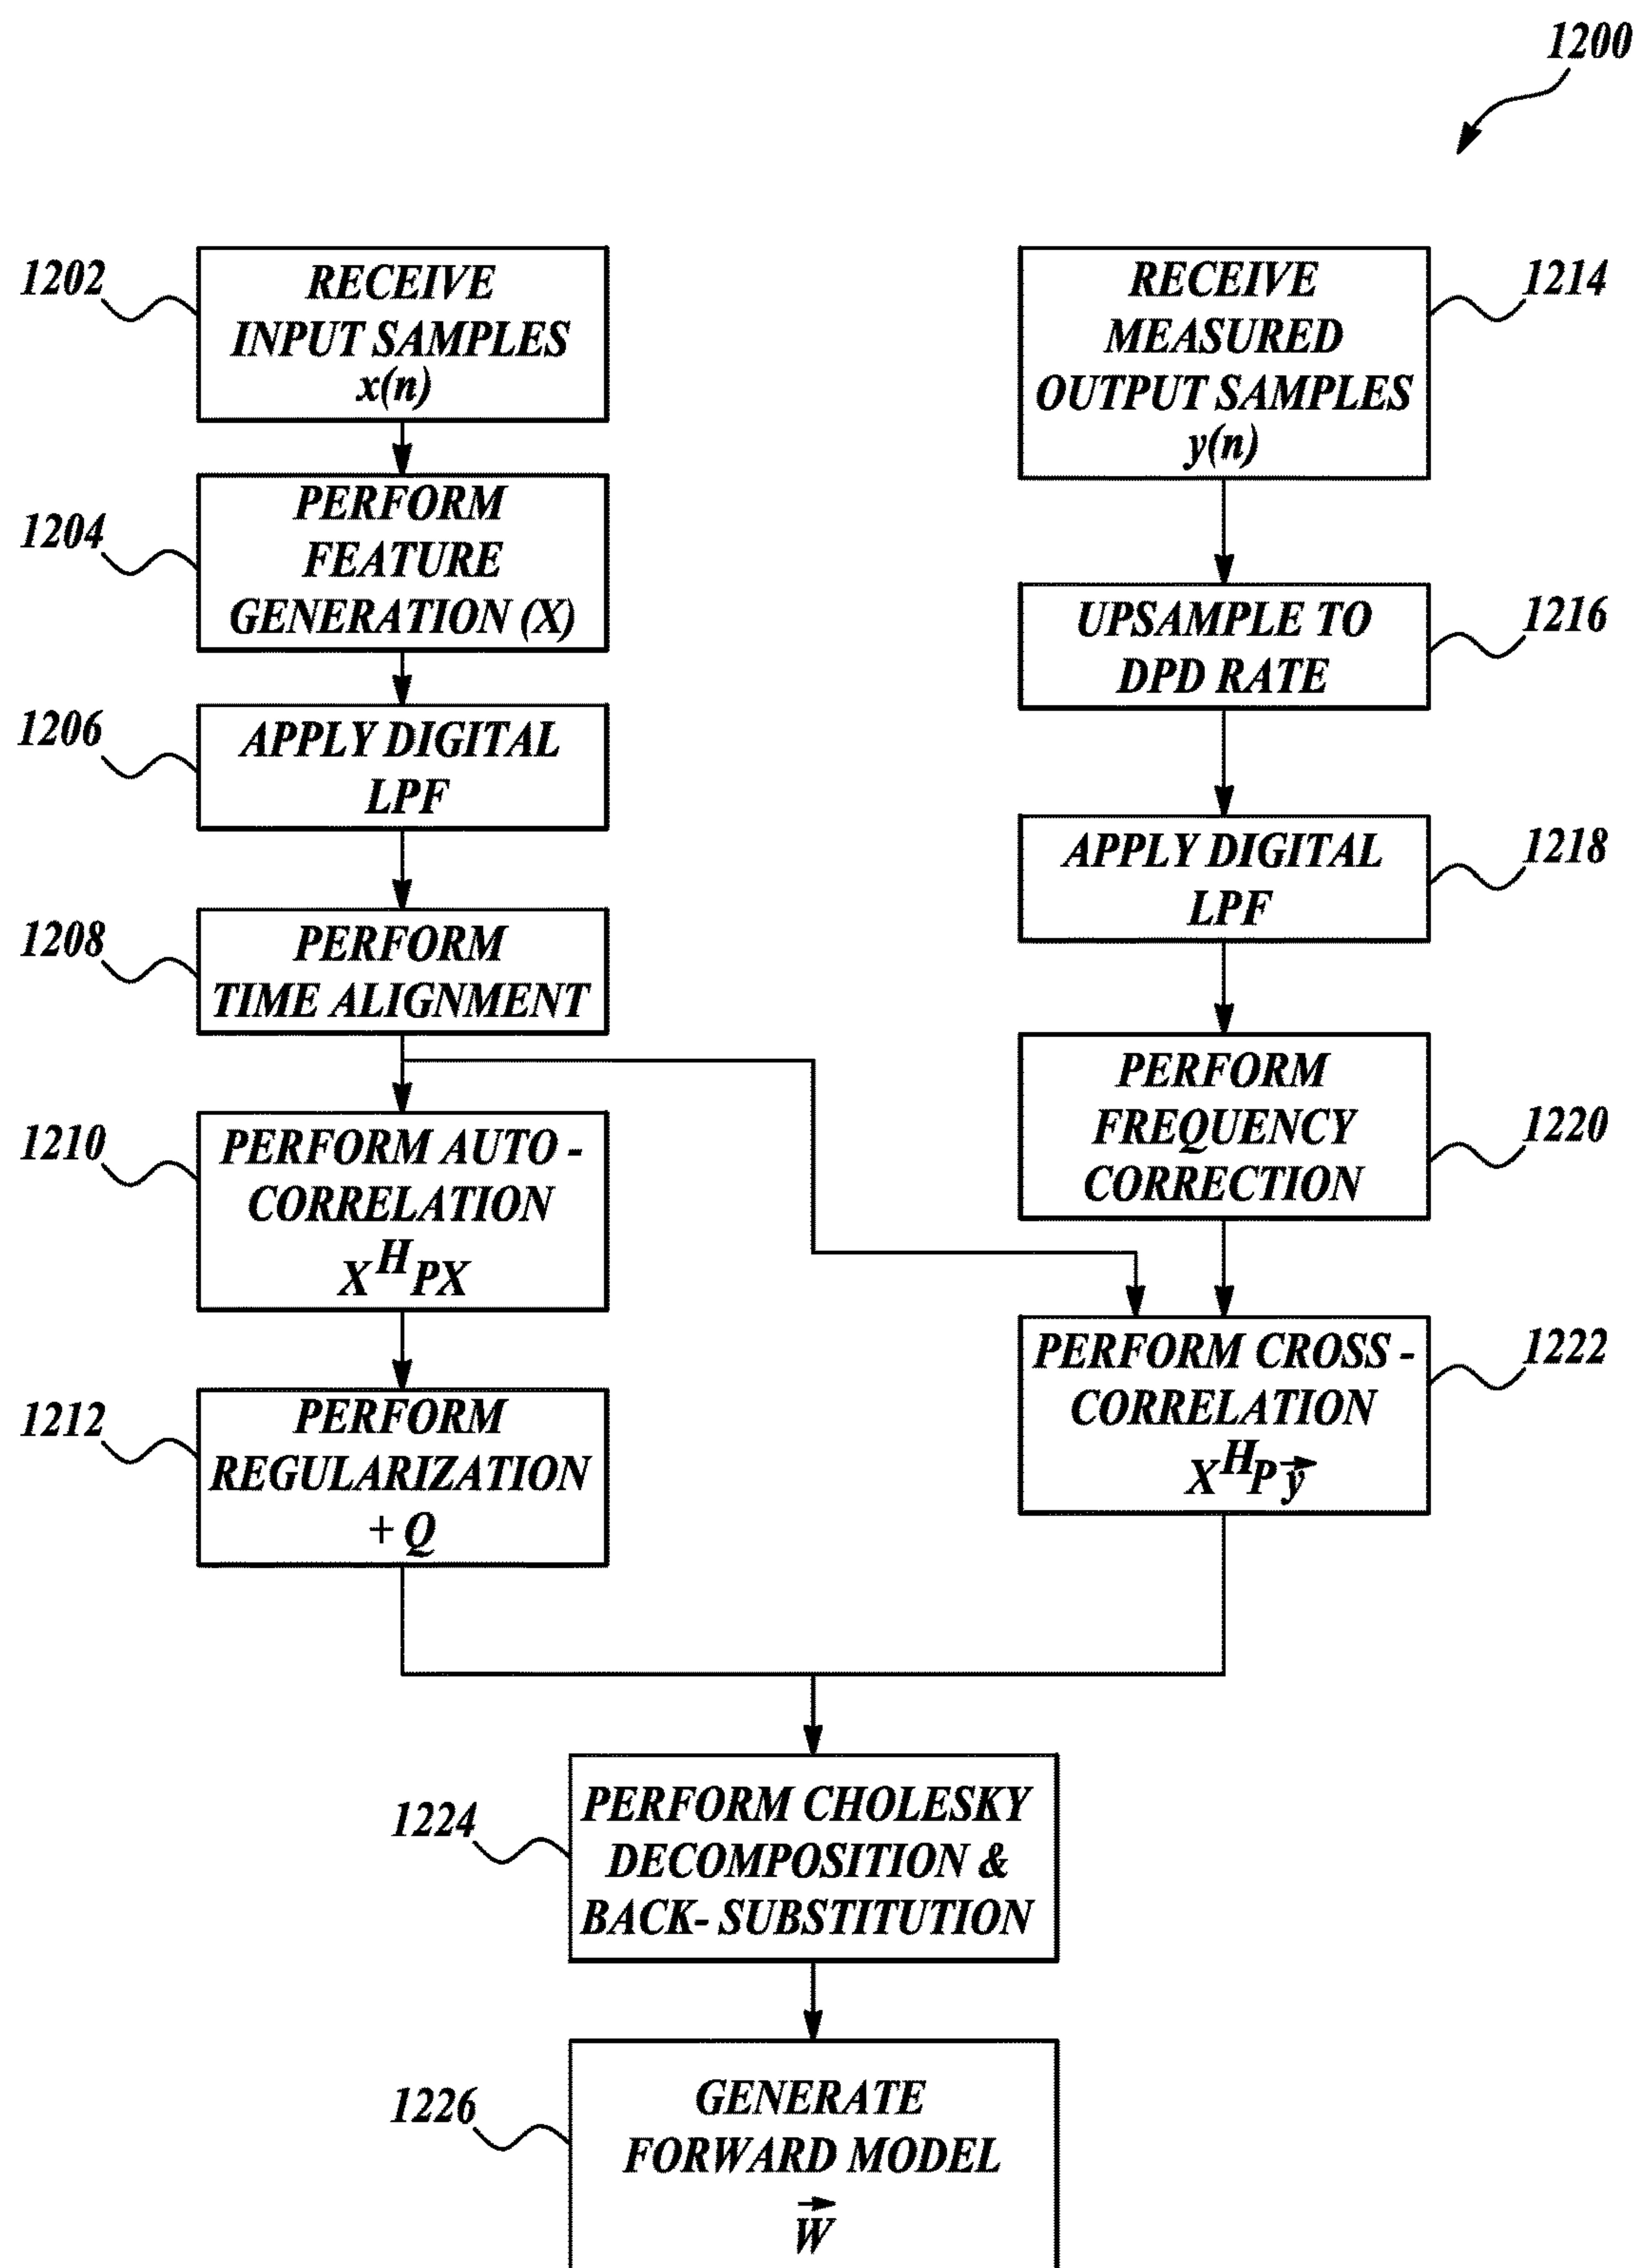 1200
1202
RECEIVE
INPUT SAMPLES
x(n)
1204
PERFORM
FEATURE
GENERATION (X)
1206
APPLY DIGITAL
LPF
1208
PERFORM
TIME ALIGNMENT
1210
PERFORM AUTO -
CORRELATION
X^H PX
1212
PERFORM
REGULARIZATION
+ Q
1214
RECEIVE
MEASURED
OUTPUT SAMPLES
y(n)
1216
UPSAMPLE TO
DPD RATE
1218
APPLY DIGITAL
LPF
1220
PERFORM
FREQUENCY
CORRECTION
1222
PERFORM CROSS -
CORRELATION
X^H P y⃗
1224
PERFORM CHOLESKY
DECOMPOSITION &
BACK- SUBSTITUTION
1226
GENERATE
FORWARD MODEL
W⃗